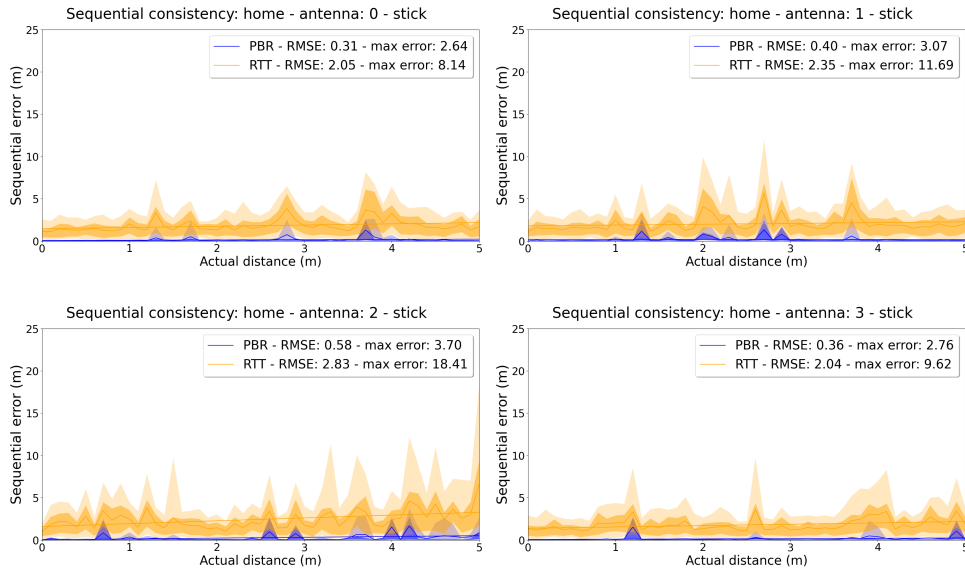 Sequential consistency: home - antenna: 0 - stick
PBR - RMSE: 0.31 - max error: 2.64
RTT - RMSE: 2.05 - max error: 8.14
Sequential error (m)
25
20
15
10
5
0
0 1 2 3 4 5
Actual distance (m)
Sequential consistency: home - antenna: 1 - stick
PBR - RMSE: 0.40 - max error: 3.07
RTT - RMSE: 2.35 - max error: 11.69
Sequential error (m)
25
20
15
10
5
0
0 1 2 3 4 5
Actual distance (m)
Sequential consistency: home - antenna: 2 - stick
PBR - RMSE: 0.58 - max error: 3.70
RTT - RMSE: 2.83 - max error: 18.41
Sequential error (m)
25
20
15
10
5
0
0 1 2 3 4 5
Actual distance (m)
Sequential consistency: home - antenna: 3 - stick
PBR - RMSE: 0.36 - max error: 2.76
RTT - RMSE: 2.04 - max error: 9.62
Sequential error (m)
25
20
15
10
5
0
0 1 2 3 4 5
Actual distance (m)